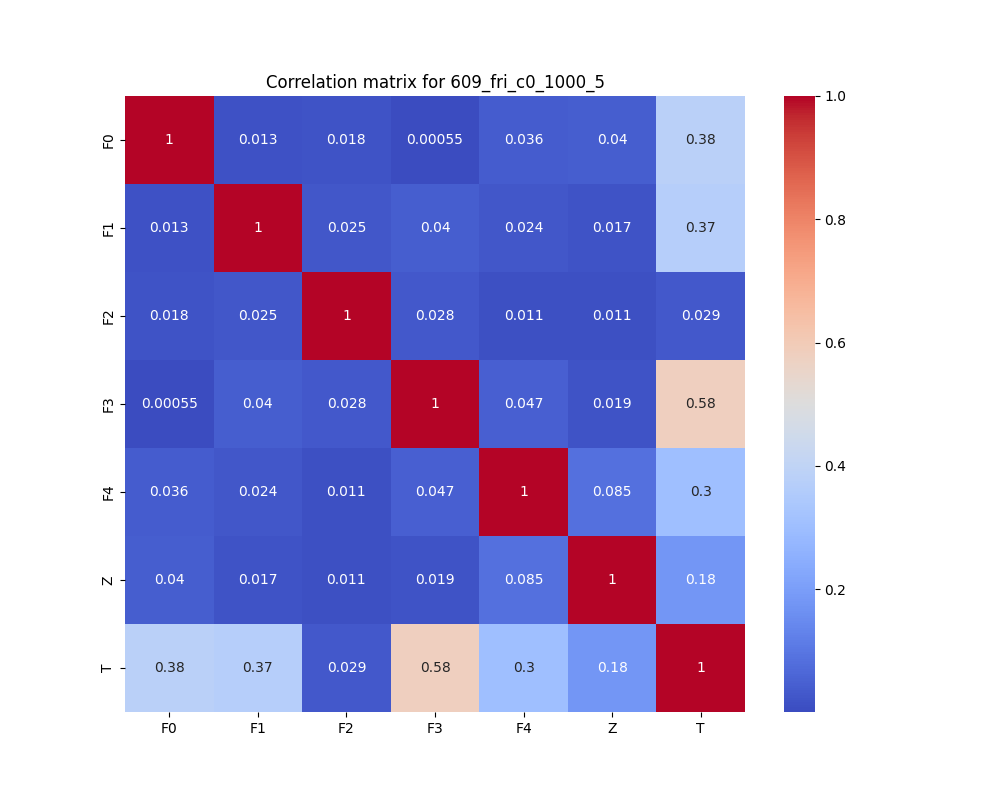 Correlation matrix for 609_fri_c0_1000_5
F0 1 0.013 0.018 0.00055 0.036 0.04 0.38
F1 0.013 1 0.025 0.04 0.024 0.017 0.37
F2 0.018 0.025 1 0.028 0.011 0.011 0.029
F3 0.00055 0.04 0.028 1 0.047 0.019 0.58
F4 0.036 0.024 0.011 0.047 1 0.085 0.3
Z 0.04 0.017 0.011 0.019 0.085 1 0.18
T 0.38 0.37 0.029 0.58 0.3 0.18 1
F0 F1 F2 F3 F4 Z T
1.0
0.8
0.6
0.4
0.2